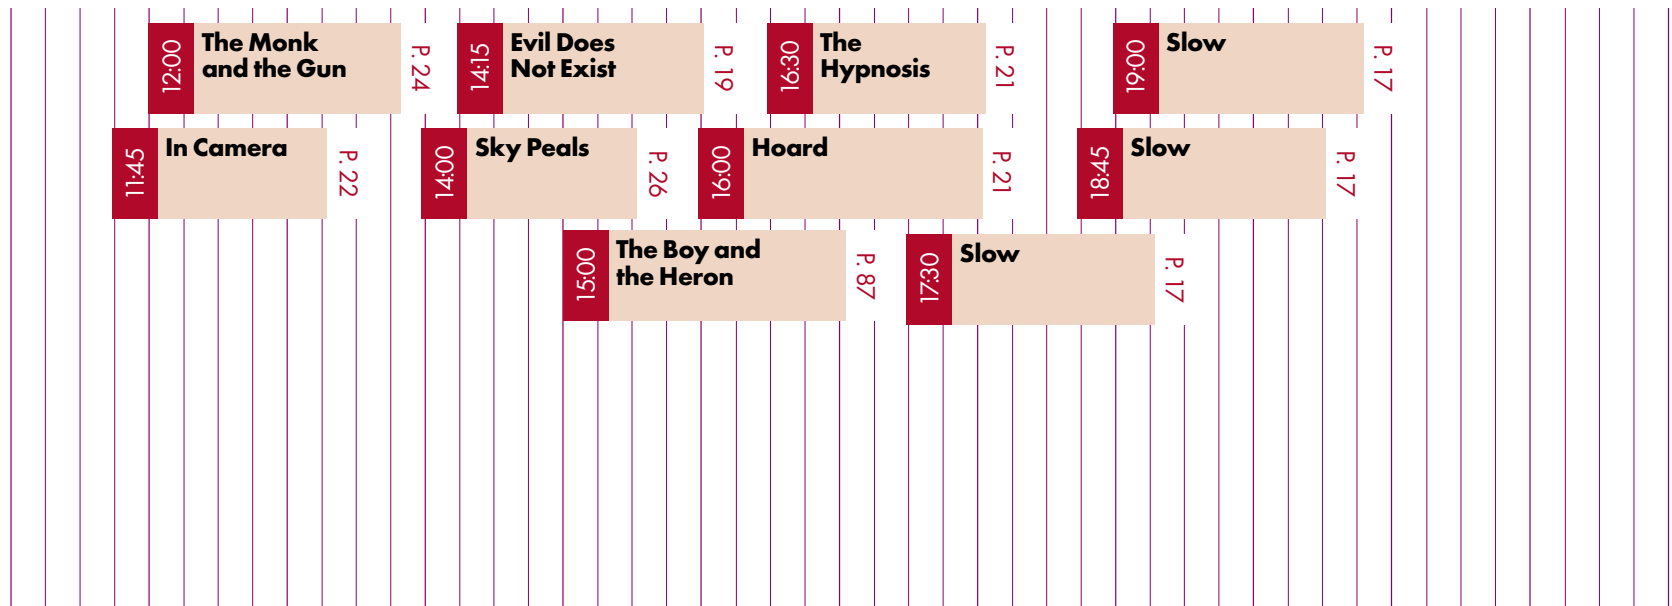 12:00
The Monk
and the Gun
P. 24
14:15
Evil Does
Not Exist
P. 19
16:30
The
Hypnosis
P. 21
19:00
Slow
P. 17
11:45
In Camera
P. 22
14:00
Sky Peals
P. 26
16:00
Hoard
P. 21
18:45
Slow
P. 17
15:00
The Boy and
the Heron
P. 87
17:30
Slow
P. 17